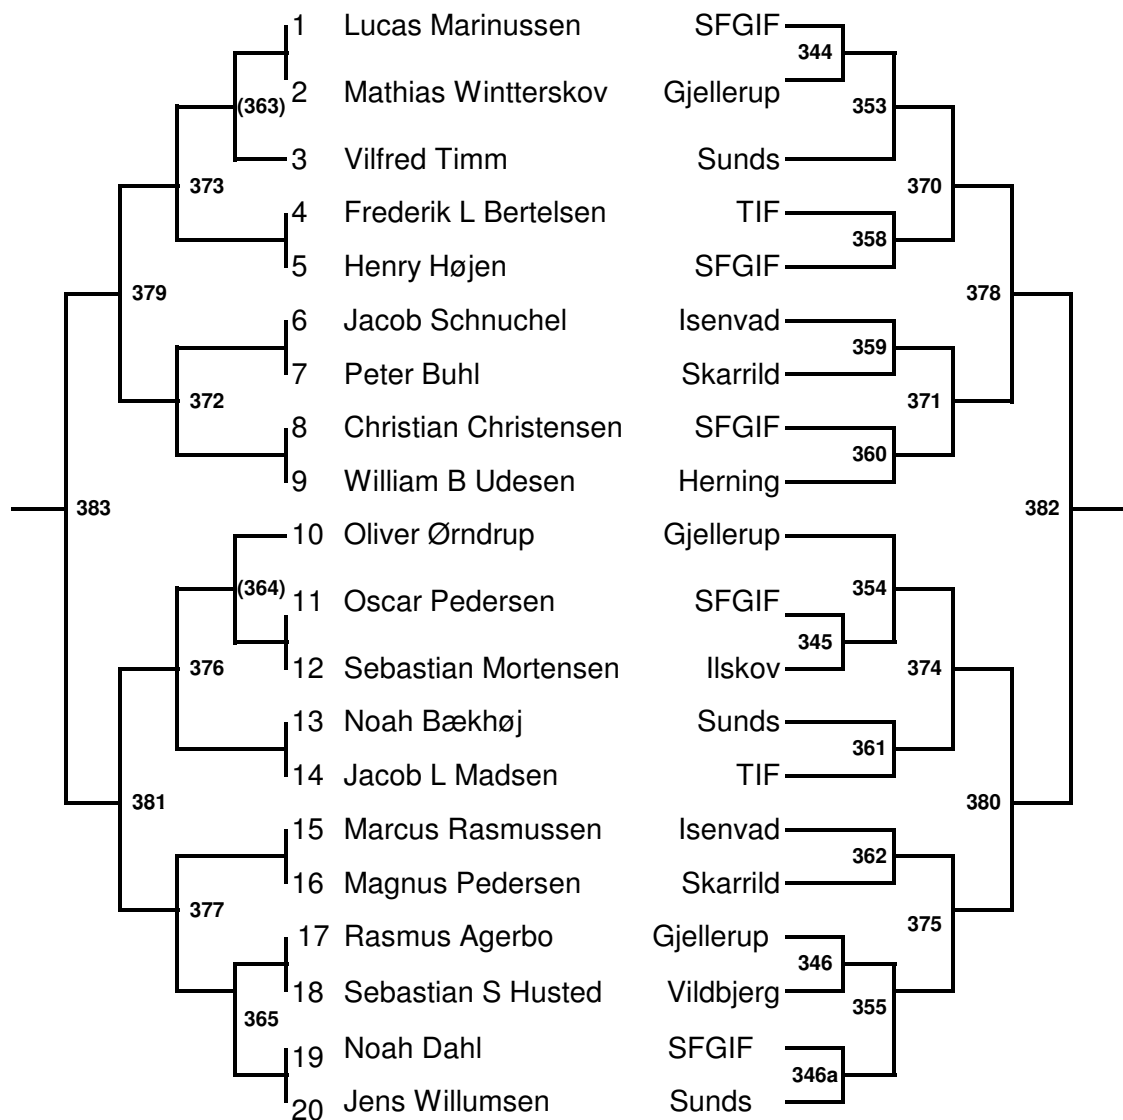 1 Lucas Marinussen SFGIF
344
2 Mathias Wintterskov Gjellerup
(363) 353
3 Vilfred Timm Sunds
373 370
4 Frederik L Bertelsen TIF
358
5 Henry Højen SFGIF
379 378
6 Jacob Schnuchel Isenvad
359
7 Peter Buhl Skarrild
372 371
8 Christian Christensen SFGIF
360
9 William B Udesen Herning
383 382
10 Oliver Ørndrup Gjellerup
(364) 354
11 Oscar Pedersen SFGIF
345
12 Sebastian Mortensen Ilskov
376 374
13 Noah Bækhøj Sunds
361
14 Jacob L Madsen TIF
381 380
15 Marcus Rasmussen Isenvad
362
16 Magnus Pedersen Skarrild
377 375
17 Rasmus Agerbo Gjellerup
346
18 Sebastian S Husted Vildbjerg
365 355
19 Noah Dahl SFGIF
346a
20 Jens Willumsen Sunds